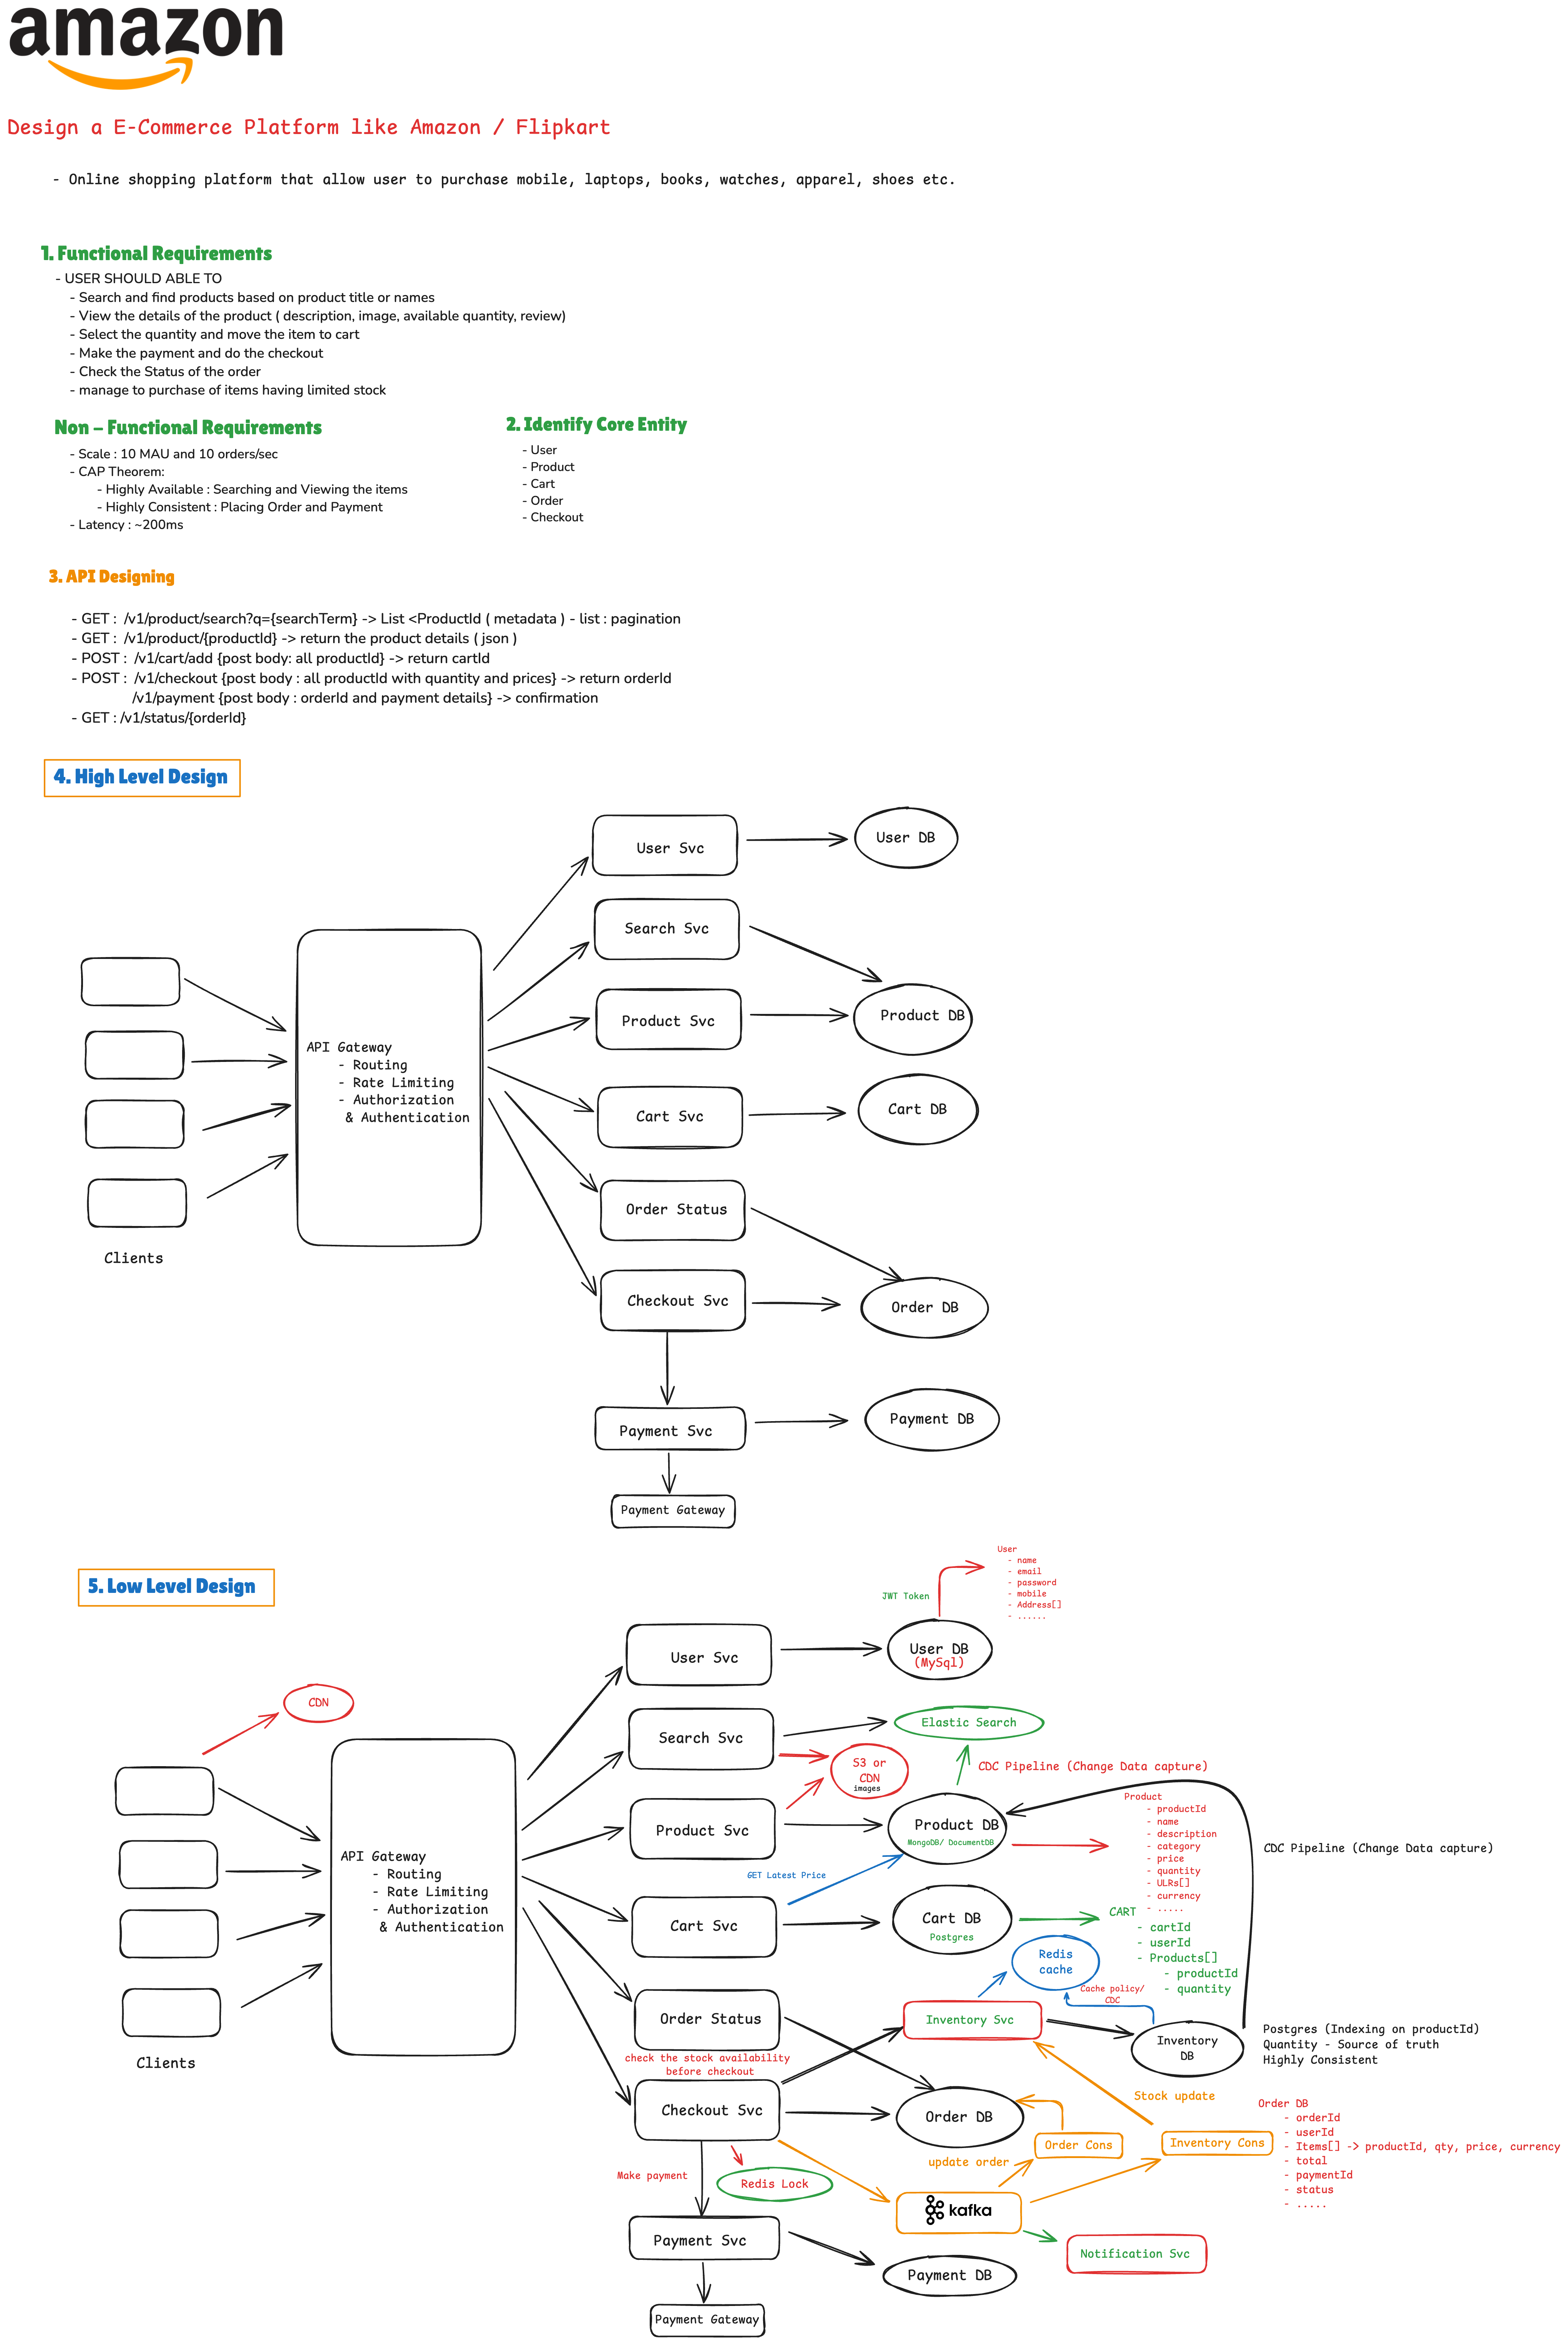 amazon
Design a E-Commerce Platform like Amazon / Flipkart
- Online shopping platform that allow user to purchase mobile, laptops, books, watches, apparel, shoes etc.
1. Functional Requirements
- USER SHOULD ABLE TO
- Search and find products based on product title or names
- View the details of the product ( description, image, available quantity, review)
- Select the quantity and move the item to cart
- Make the payment and do the checkout
- Check the Status of the order
- manage to purchase of items having limited stock
Non - Functional Requirements
- Scale : 10 MAU and 10 orders/sec
- CAP Theorem:
- Highly Available : Searching and Viewing the items
- Highly Consistent : Placing Order and Payment
- Latency : ~200ms
2. Identify Core Entity
- User
- Product
- Cart
- Order
- Checkout
3. API Designing
- GET : /v1/product/search?q={searchTerm} -> List <ProductId ( metadata ) - list : pagination
- GET : /v1/product/{productId} -> return the product details ( json )
- POST : /v1/cart/add {post body: all productId} -> return cartId
- POST : /v1/checkout {post body : all productId with quantity and prices} -> return orderId
/v1/payment {post body : orderId and payment details} -> confirmation
- GET : /v1/status/{orderId}
4. High Level Design
User Svc
User DB
Search Svc
Product Svc
Product DB
API Gateway
- Routing
- Rate Limiting
- Authorization
& Authentication
Cart Svc
Cart DB
Order Status
Clients
Checkout Svc
Order DB
Payment Svc
Payment DB
Payment Gateway
5. Low Level Design
User
- name
- email
- password
- mobile
- Address[]
- ......
JWT Token
User Svc
User DB
(MySql)
CDN
Search Svc
Elastic Search
S3 or
CDN
images
CDC Pipeline (Change Data capture)
Product Svc
Product DB
MongoDB/ DocumentDB
Product
- productId
- name
- description
- category
- price
- quantity
- ULRs[]
- currency
- .....
CDC Pipeline (Change Data capture)
API Gateway
- Routing
- Rate Limiting
- Authorization
& Authentication
GET Latest Price
Cart Svc
Cart DB
Postgres
CART
- cartId
- userId
- Products[]
- productId
- quantity
Redis
cache
Cache policy/
CDC
Order Status
Inventory Svc
Inventory
DB
Postgres (Indexing on productId)
Quantity - Source of truth
Highly Consistent
Clients
check the stock availability
before checkout
Checkout Svc
Order DB
Stock update
Order Cons
Inventory Cons
update order
Order DB
- orderId
- userId
- Items[] -> productId, qty, price, currency
- total
- paymentId
- status
- .....
Make payment
Redis Lock
kafka
Payment Svc
Notification Svc
Payment DB
Payment Gateway